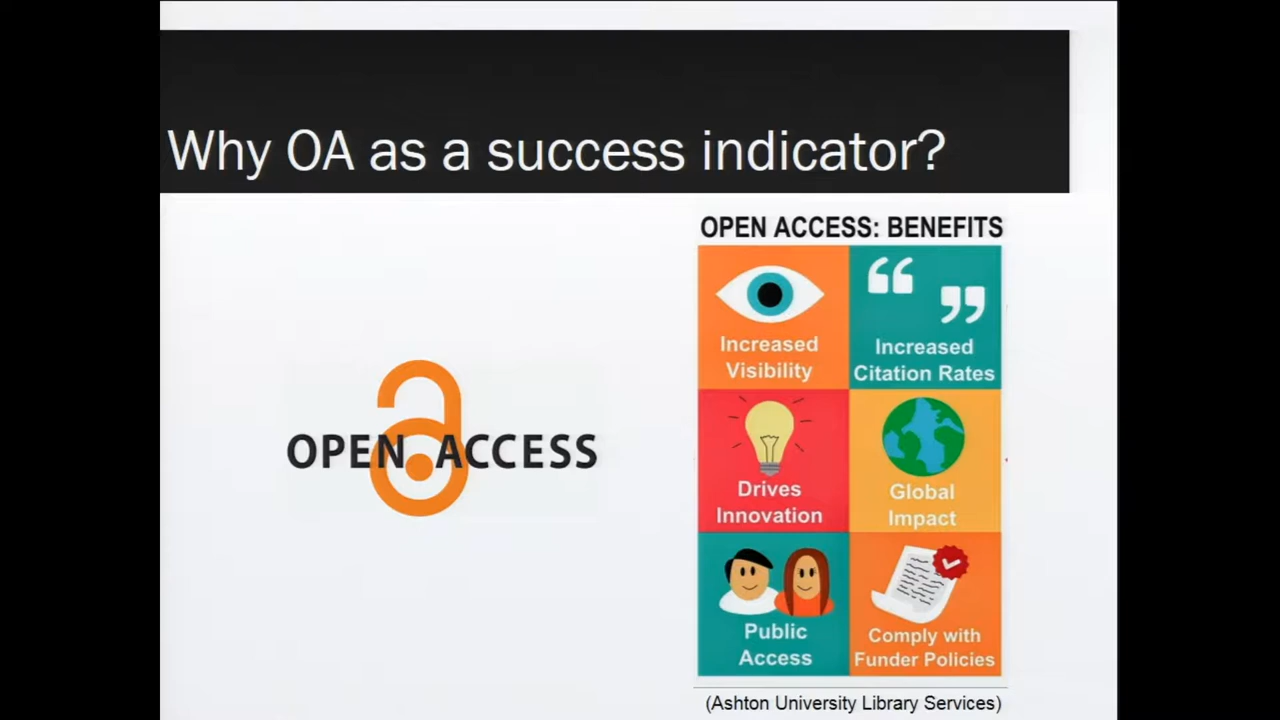 Why OA as a success indicator?
OPEN ACCESS
OPEN ACCESS: BENEFITS
Increased
Visibility
Increased
Citation Rates
Drives
Innovation
Global
Impact
Public
Access
Comply with
Funder Policies
(Ashton University Library Services)